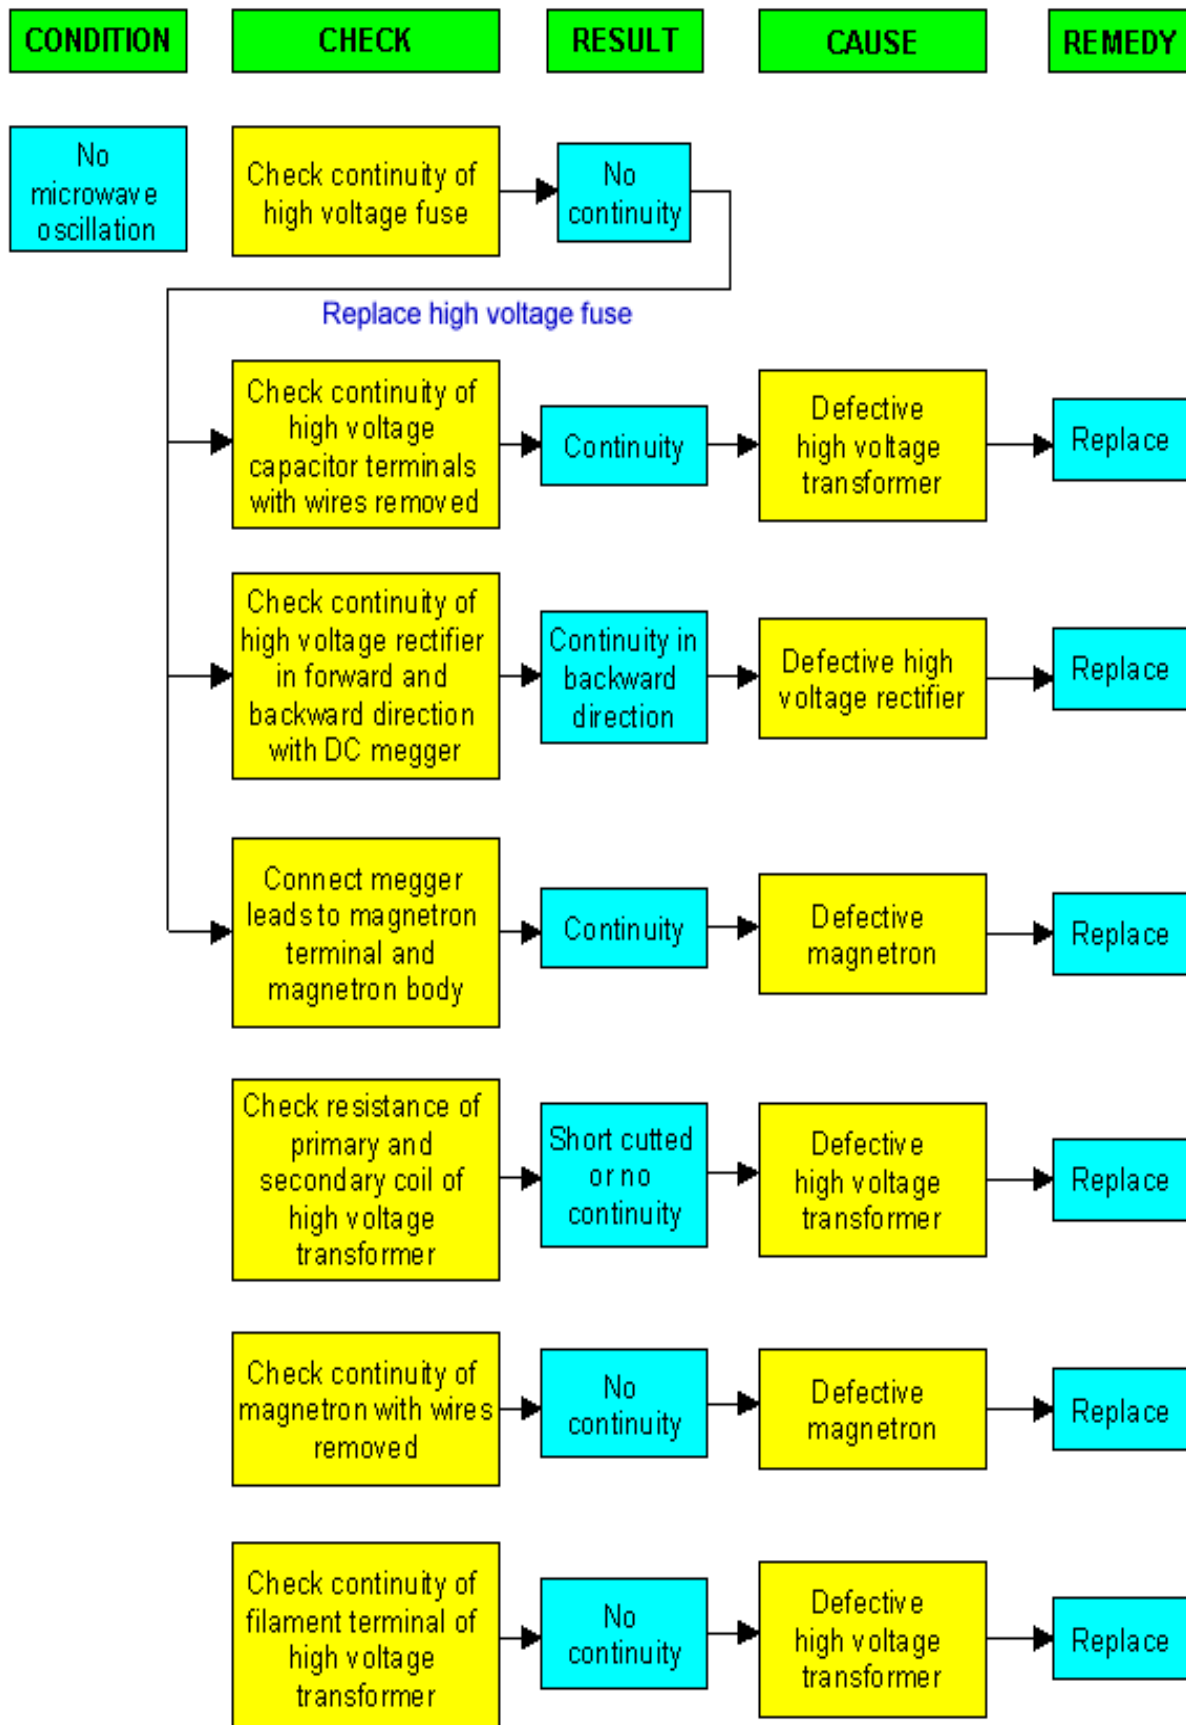 CONDITION
CHECK
RESULT
CAUSE
REMEDY
No
microwave
oscillation
Check continuity of
high voltage fuse
No
continuity
Replace high voltage fuse
Check continuity of
high voltage
capacitor terminals
with wires removed
Continuity
Defective
high voltage
transformer
Replace
Check continuity of
high voltage rectifier
in forward and
backward direction
with DC megger
Continuity in
backward
direction
Defective high
voltage rectifier
Replace
Connect megger
leads to magnetron
terminal and
magnetron body
Continuity
Defective
magnetron
Replace
Check resistance of
primary and
secondary coil of
high voltage
transformer
Short cutted
or no
continuity
Defective
high voltage
transformer
Replace
Check continuity of
magnetron with wires
removed
No
continuity
Defective
magnetron
Replace
Check continuity of
filament terminal of
high voltage
transformer
No
continuity
Defective
high voltage
transformer
Replace